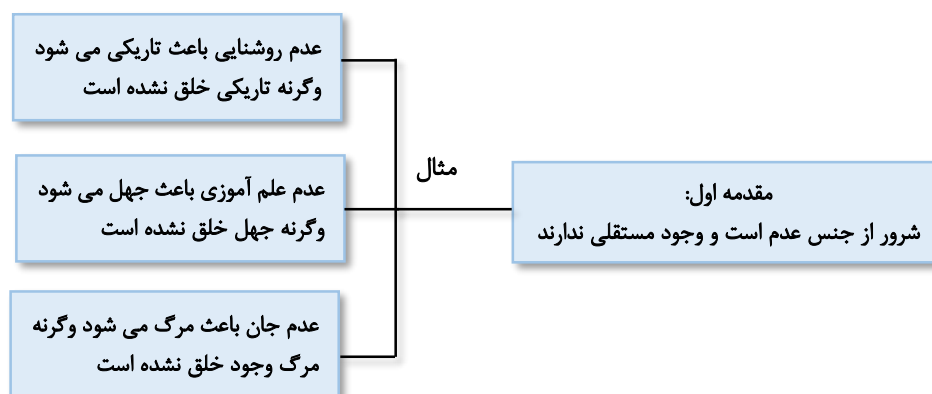 مقدمه اول:
شرور از جنس عدم است و وجود مستقلی ندارند
مثال
عدم روشنایی باعث تاریکی می شود
وگرنه تاریکی خلق نشده است
عدم علم آموزی باعث جهل می شود
وگرنه جهل خلق نشده است
عدم جان باعث مرگ می شود وگرنه
مرگ وجود خلق نشده است